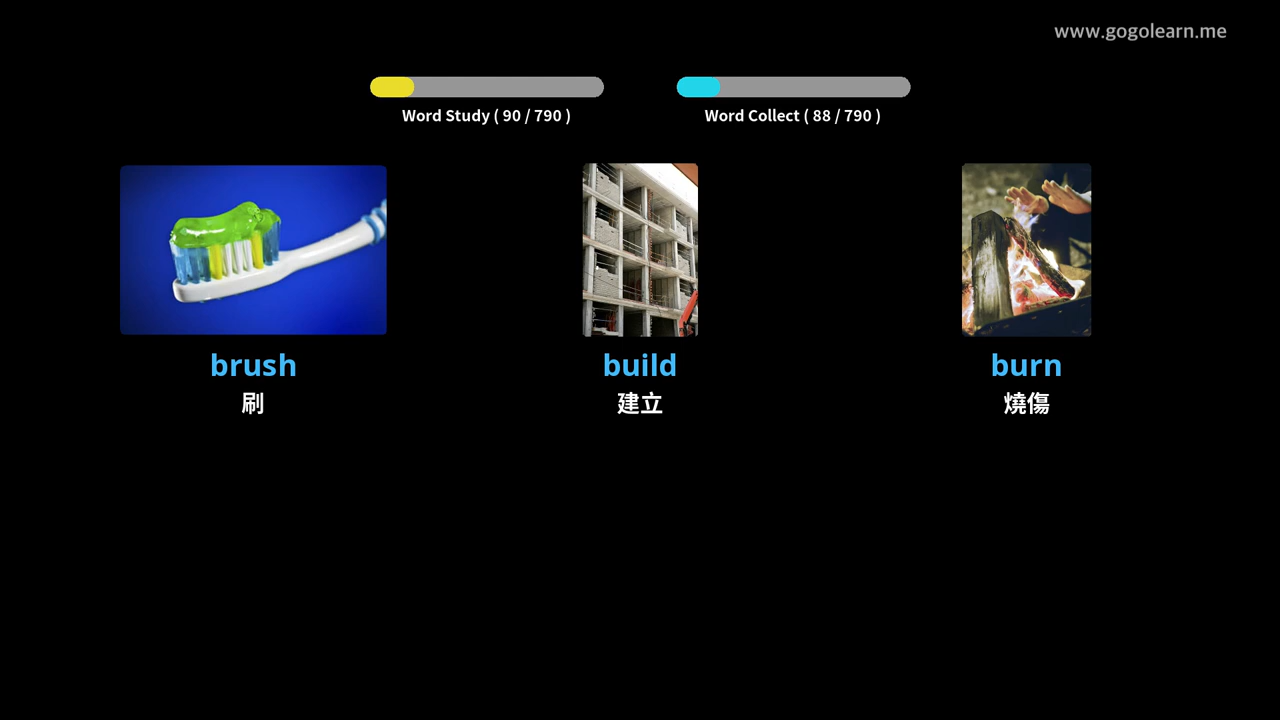 www.gogolearn.me
Word Study ( 90 / 790 )
Word Collect ( 88 / 790 )
brush
刷
build
建立
burn
燒傷